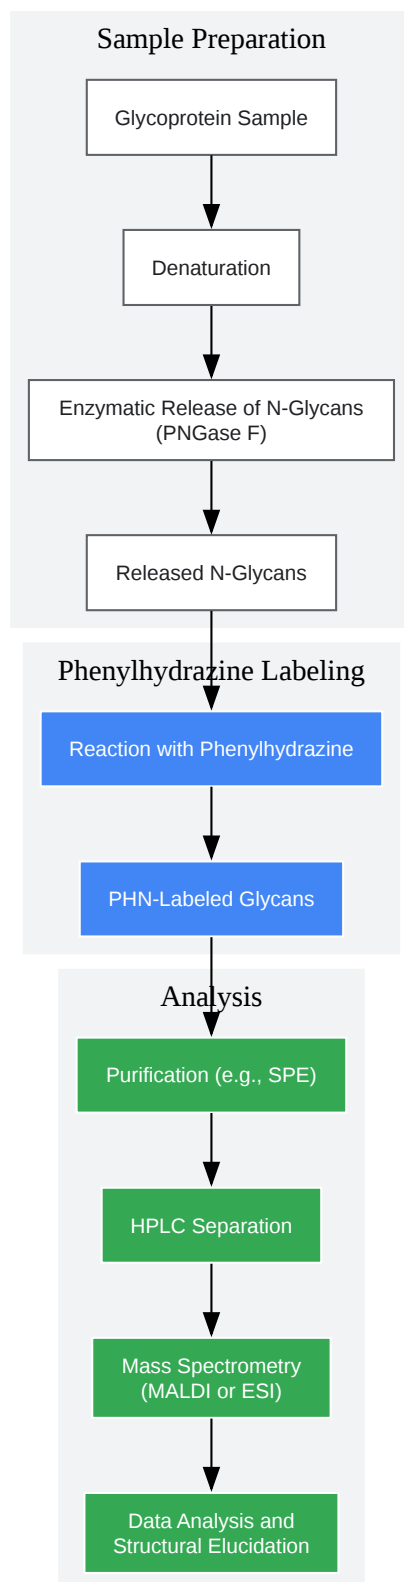 Sample Preparation
Glycoprotein Sample
Denaturation
Enzymatic Release of N-Glycans
(PNGase F)
Released N-Glycans
Phenylhydrazine Labeling
Reaction with Phenylhydrazine
PHN-Labeled Glycans
Analysis
Purification (e.g., SPE)
HPLC Separation
Mass Spectrometry
(MALDI or ESI)
Data Analysis and
Structural Elucidation